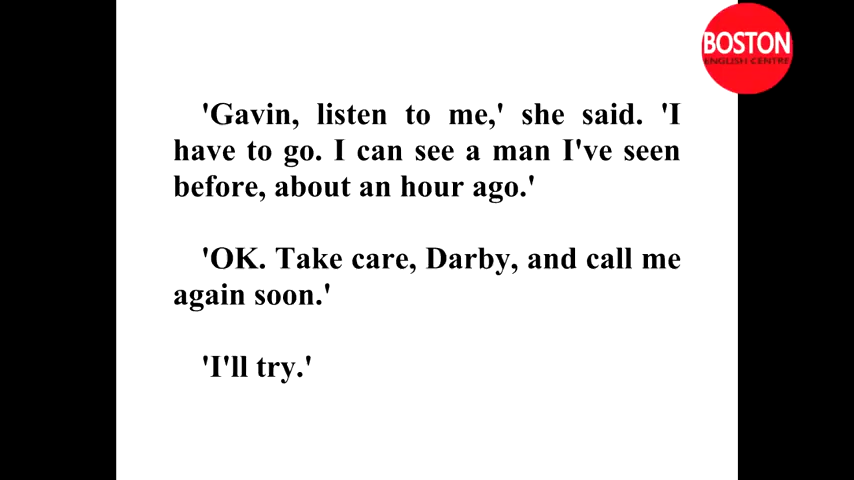 BOSTON
ENGLISH CENTRE
'Gavin, listen to me,' she said. 'I
have to go. I can see a man I've seen
before, about an hour ago.'
'OK. Take care, Darby, and call me
again soon.'
'I'll try.'